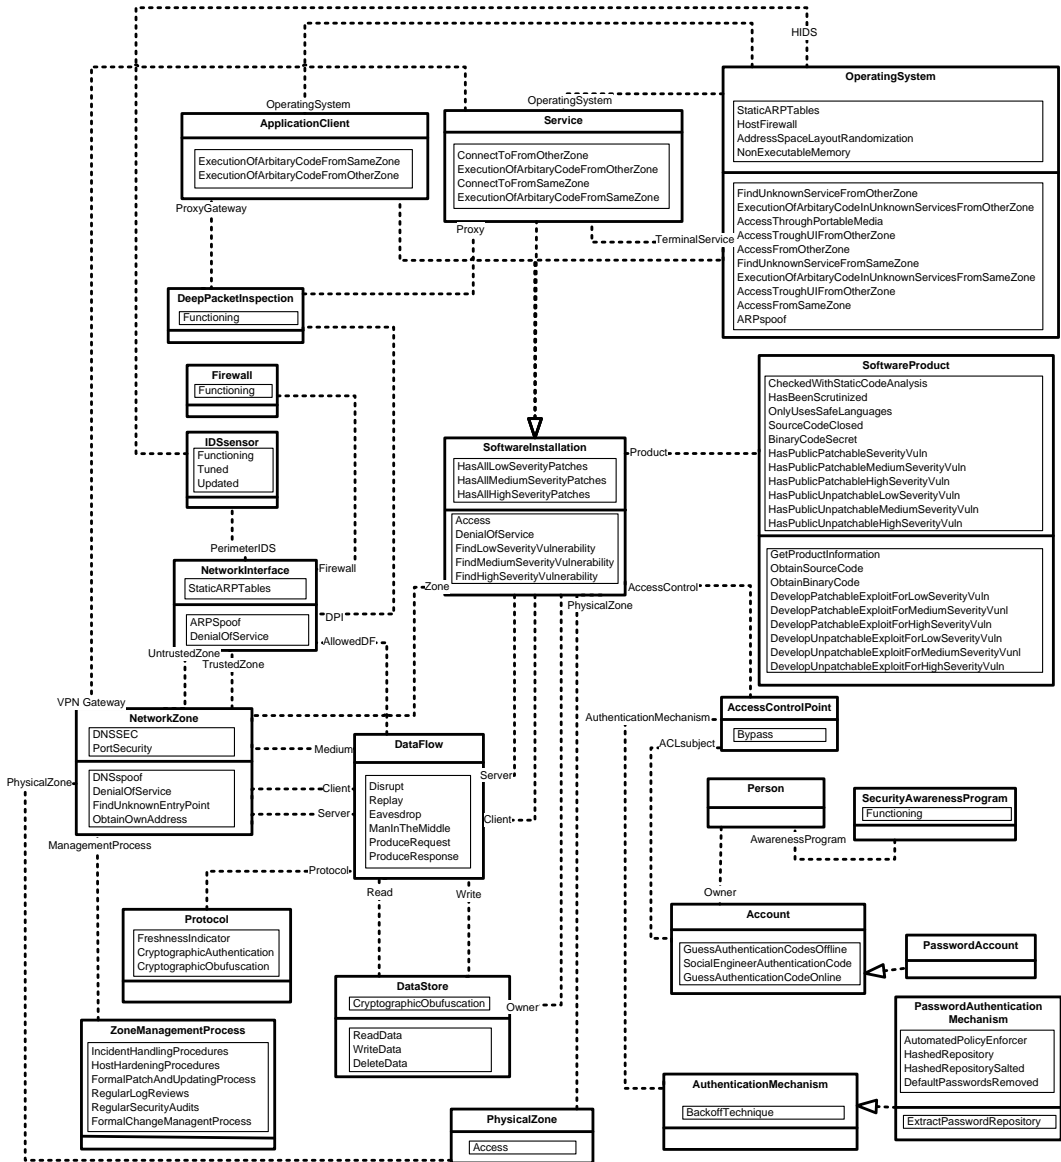 HIDS
OperatingSystem
StaticARPTables
HostFirewall
AddressSpaceLayoutRandomization
NonExecutableMemory
FindUnknownServiceFromOtherZone
ExecutionOfArbitaryCodeInUnknownServicesFromOtherZone
AccessThroughPortableMedia
AccessTroughUIFromOtherZone
AccessFromOtherZone
FindUnknownServiceFromSameZone
ExecutionOfArbitaryCodeInUnknownServicesFromSameZone
AccessTroughUIFromOtherZone
AccessFromSameZone
ARPspoof
OperatingSystem
ApplicationClient
ExecutionOfArbitaryCodeFromSameZone
ExecutionOfArbitaryCodeFromOtherZone
ProxyGateway
OperatingSystem
Service
ConnectToFromOtherZone
ExecutionOfArbitaryCodeFromOtherZone
ConnectToFromSameZone
ExecutionOfArbitaryCodeFromSameZone
Proxy
TerminalService
DeepPacketInspection
Functioning
Firewall
Functioning
IDSsensor
Functioning
Tuned
Updated
PerimeterIDS
Firewall
NetworkInterface
StaticARPTables
ARPSpoof
DenialOfService
DPI
AllowedDF
UntrustedZone
TrustedZone
SoftwareInstallation
HasAllLowSeverityPatches
HasAllMediumSeverityPatches
HasAllHighSeverityPatches
Access
DenialOfService
FindLowSeverityVulnerability
FindMediumSeverityVulnerability
FindHighSeverityVulnerability
Product
Zone
AccessControl
PhysicalZone
SoftwareProduct
CheckedWithStaticCodeAnalysis
HasBeenScrutinized
OnlyUsesSafeLanguages
SourceCodeClosed
BinaryCodeSecret
HasPublicPatchableSeverityVuln
HasPublicPatchableMediumSeverityVuln
HasPublicPatchableHighSeverityVuln
HasPublicUnpatchableLowSeverityVuln
HasPublicUnpatchableMediumSeverityVuln
HasPublicUnpatchableHighSeverityVuln
GetProductInformation
ObtainSourceCode
ObtainBinaryCode
DevelopPatchableExploitForLowSeverityVuln
DevelopPatchableExploitForMediumSeverityVunl
DevelopPatchableExploitForHighSeverityVuln
DevelopUnpatchableExploitForLowSeverityVuln
DevelopUnpatchableExploitForMediumSeverityVunl
DevelopUnpatchableExploitForHighSeverityVuln
VPN Gateway
NetworkZone
DNSSEC
PortSecurity
DNSspoof
DenialOfService
FindUnknownEntryPoint
ObtainOwnAddress
PhysicalZone
ManagementProcess
Medium
Client
Server
Protocol
DataFlow
Disrupt
Replay
Eavesdrop
ManInTheMiddle
ProduceRequest
ProduceResponse
Server
Client
Read
Write
AccessControlPoint
Bypass
AuthenticationMechanism
ACLsubject
Person
SecurityAwarenessProgram
Functioning
AwarenessProgram
Owner
Account
GuessAuthenticationCodesOffline
SocialEngineerAuthenticationCode
GuessAuthenticationCodeOnline
PasswordAccount
Protocol
FreshnessIndicator
CryptographicAuthentication
CryptographicObufuscation
DataStore
CryptographicObufuscation
ReadData
WriteData
DeleteData
Owner
ZoneManagementProcess
IncidentHandlingProcedures
HostHardeningProcedures
FormalPatchAndUpdatingProcess
RegularLogReviews
RegularSecurityAudits
FormalChangeManagentProcess
PhysicalZone
Access
AuthenticationMechanism
BackoffTechnique
PasswordAuthentication
Mechanism
AutomatedPolicyEnforcer
HashedRepository
HashedRepositorySalted
DefaultPasswordsRemoved
ExtractPasswordRepository